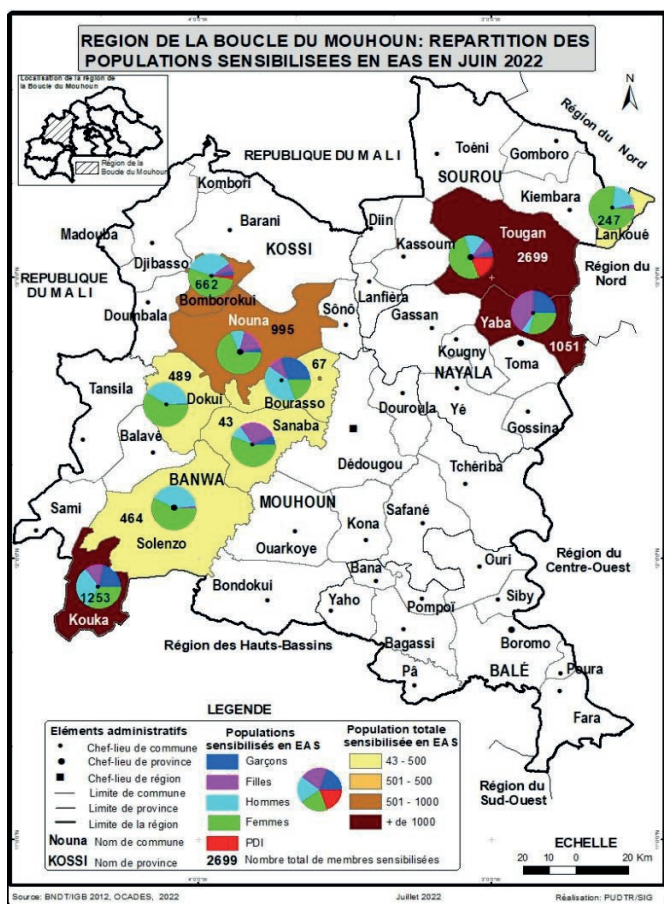 REGION DE LA BOUCLE DU MOUHOUN: REPARTITION DES
POPULATIONS SENSIBILISEES EN EAS EN JUIN 2022
Localisation de la région de
la Boucle du Mouhoun
Région de la
Boucle du Mouhoun
N
Région du Nord
REPUBLIQUE DU MALI
Toèni
Gomboro
SOUROU
Kombori
Kiembara
247
Lankoué
Madouba
Barani
Diin
Tougan
KOSSI
Kassoum
2699
Djibasso
Région du
Nord
REPUBLIQUE
DU MALI
662
Bomborokui
Lanfiéra
Doumbala
Nouna
995
Sônô
Gassan
Yaba
1051
Kougny
Toma
NAYALA
489
67
Tansila
Dokui
Bourasso
Yé
Douroula
Gossina
43
Sanaba
Balavé
Dédougou
Tchériba
BANWA
MOUHOUN
Sami
464
Safané
Solenzo
Kona
Ouarkoye
Ouri
Région du
Centre-Ouest
Bana
1253
Kouka
Bondokui
Yaho
Pompoï
Siby
Région des Hauts-Bassins
Bagassi
Boromo
Pâ
BALÉ
Poura
Fara
Région du
Sud-Ouest
LEGENDE
Eléments administratifs
Chef-lieu de commune
Chef-lieu de province
Chef-lieu de région
Limite de commune
Limite de province
Limite de la région
Nouna Nom de commune
KOSSI Nom de province
Populations
sensibilisés en EAS
Garçons
Filles
Hommes
Femmes
PDI
2699 Nombre total de membres sensibilisées
Population totale
sensibilisée en EAS
43 - 500
501 - 500
501 - 1000
+ de 1000
ECHELLE
20 10 0 20 Km
Source: BNDT/IGB 2012, OCADES, 2022
Juillet 2022
Réalisation: PUDTR/SIG